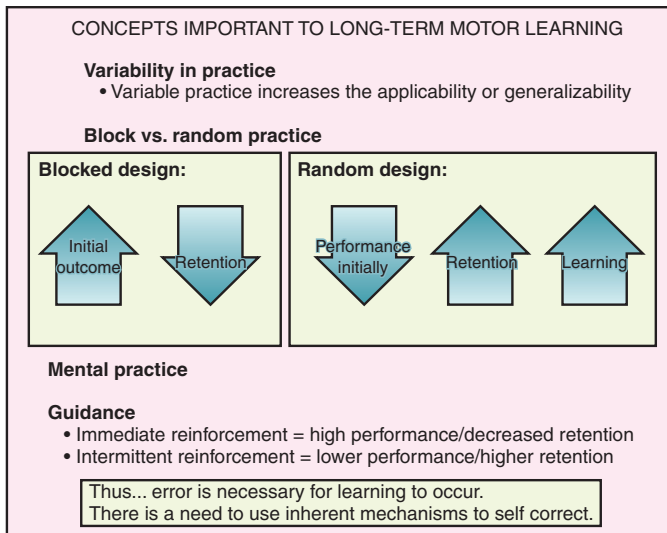 CONCEPTS IMPORTANT TO LONG-TERM MOTOR LEARNING
Variability in practice
• Variable practice increases the applicability or generalizability
Block vs. random practice
Blocked design:
Initial
outcome
Retention
Random design:
Performance
initially
Retention
Learning
Mental practice
Guidance
• Immediate reinforcement = high performance/decreased retention
• Intermittent reinforcement = lower performance/higher retention
Thus... error is necessary for learning to occur.
There is a need to use inherent mechanisms to self correct.